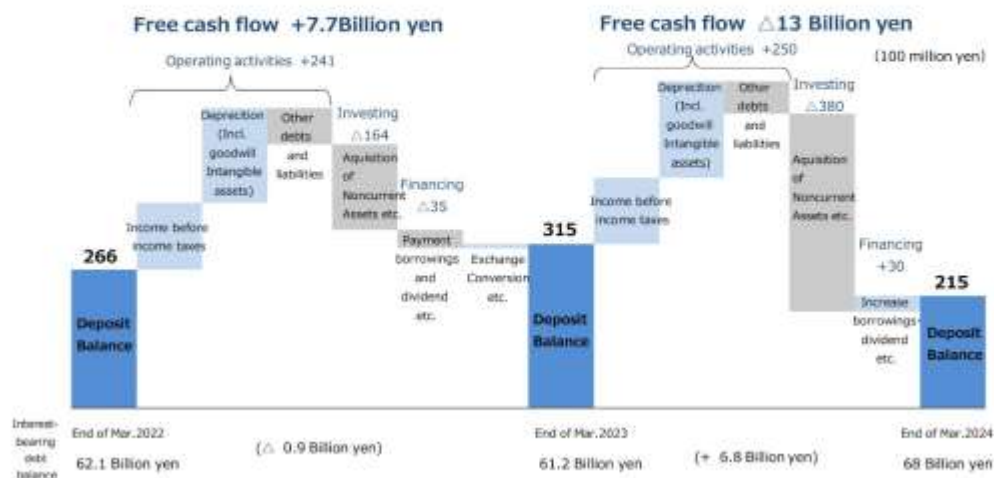 Free cash flow +7.7Billion yen
Operating activities +241
Depreciton
(Incl.
goodwill
Intangible
assets)
Other
debts
and
liabilities
Investing
△164
Aquisition
of
Noncurrent
Assets etc.
Financing
△35
Income before
income taxes
Payment
borrowings
and
dividend
etc.
Exchange
Conversion
etc.
266
Deposit
Balance
Free cash flow △13 Billion yen
(100 million yen)
Operating activities +250
Depreciton
(Incl.
goodwill
Intangible
assets)
Other
debts
and
liabilities
Investing
△380
Aquisition
of
Noncurrent
Assets etc.
Income before
income taxes
Financing
+30
Increase
borrowings·
dividend
etc.
315
Deposit
Balance
215
Deposit
Balance
Interest-
bearing
debt
balance
End of Mar.2022
62.1 Billion yen
(△ 0.9 Billion yen)
End of Mar.2023
61.2 Billion yen
(+ 6.8 Billion yen)
End of Mar.2024
68 Billion yen